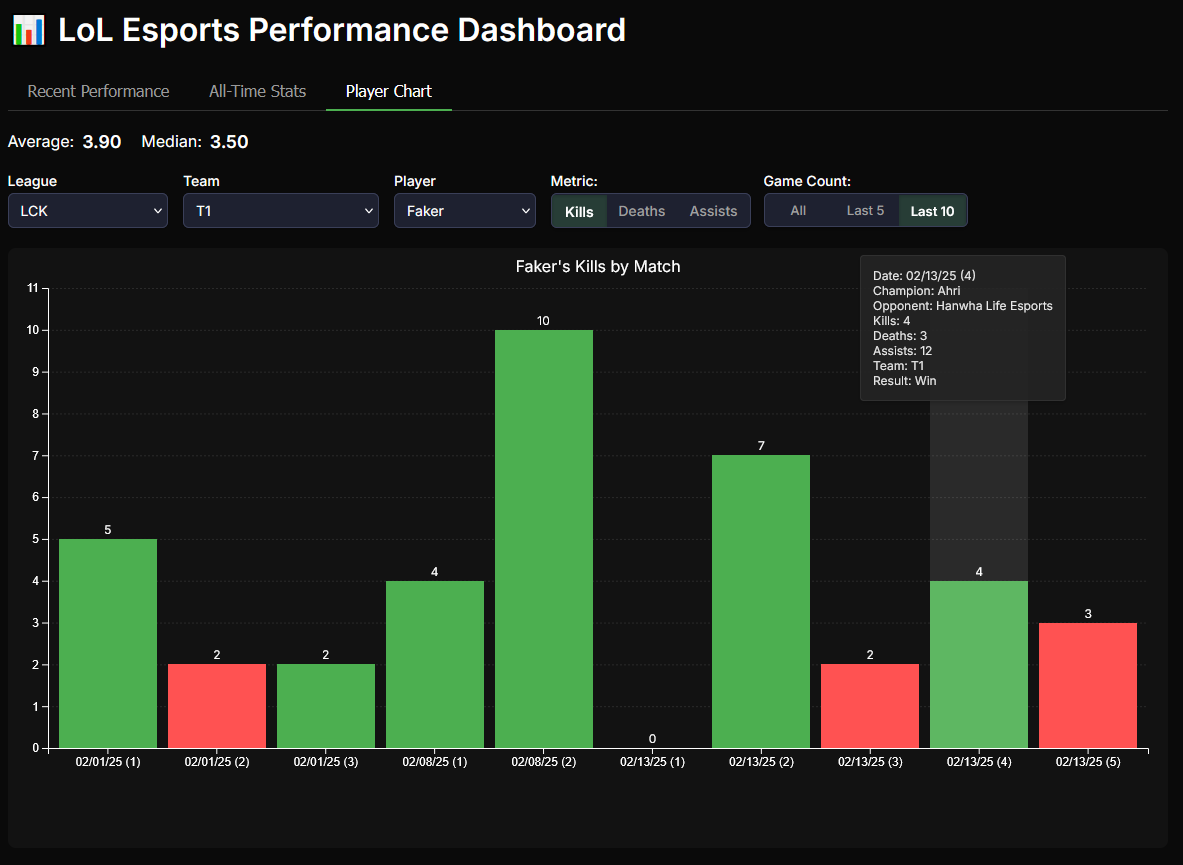 LoL Esports Performance Dashboard
Recent Performance All-Time Stats Player Chart
Average: 3.90 Median: 3.50
League Team Player Metric: Game Count:
LCK T1 Faker Kills Deaths Assists All Last 5 Last 10
Faker's Kills by Match
Date: 02/13/25 (4)
Champion: Ahri
Opponent: Hanwha Life Esports
Kills: 4
Deaths: 3
Assists: 12
Team: T1
Result: Win
11
10
9
8
7
6
5
4
3
2
1
0
5 2 2 4 10 0 7 2 4 3
02/01/25 (1) 02/01/25 (2) 02/01/25 (3) 02/08/25 (1) 02/08/25 (2) 02/13/25 (1) 02/13/25 (2) 02/13/25 (3) 02/13/25 (4) 02/13/25 (5)